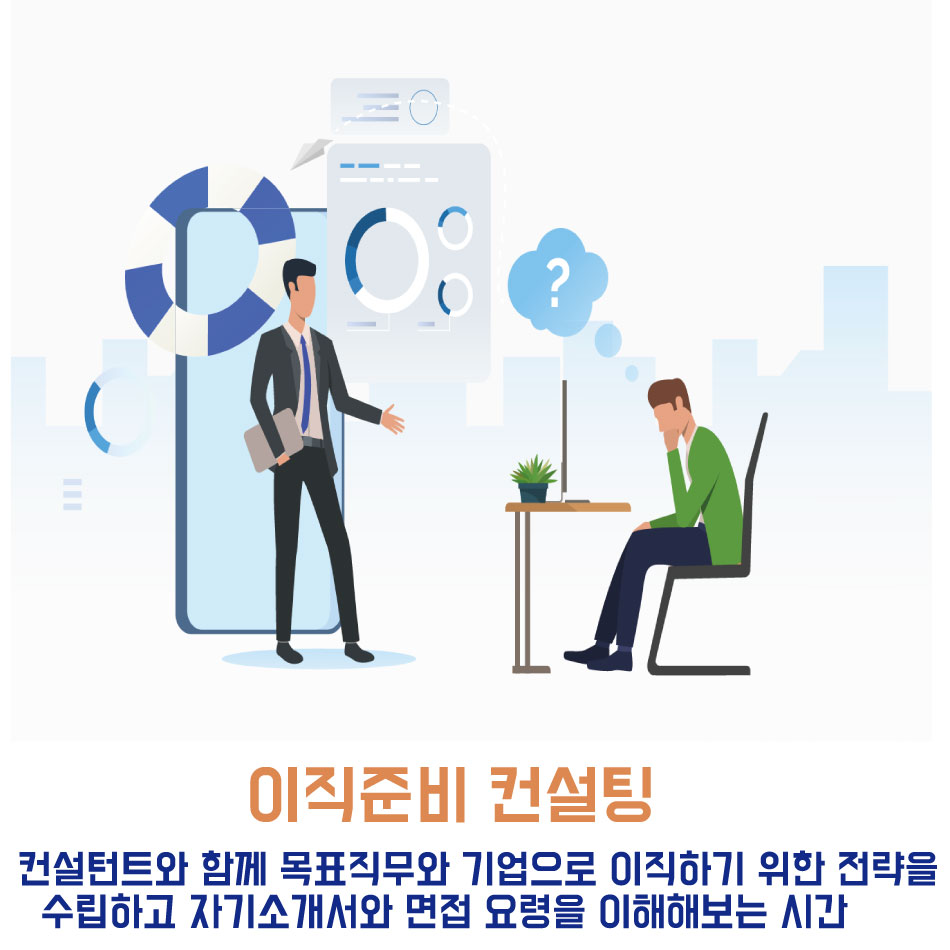 ?
이직준비 컨설팅
컨설턴트와 함께 목표직무와 기업으로 이직하기 위한 전략을
수립하고 자기소개서와 면접 요령을 이해해보는 시간